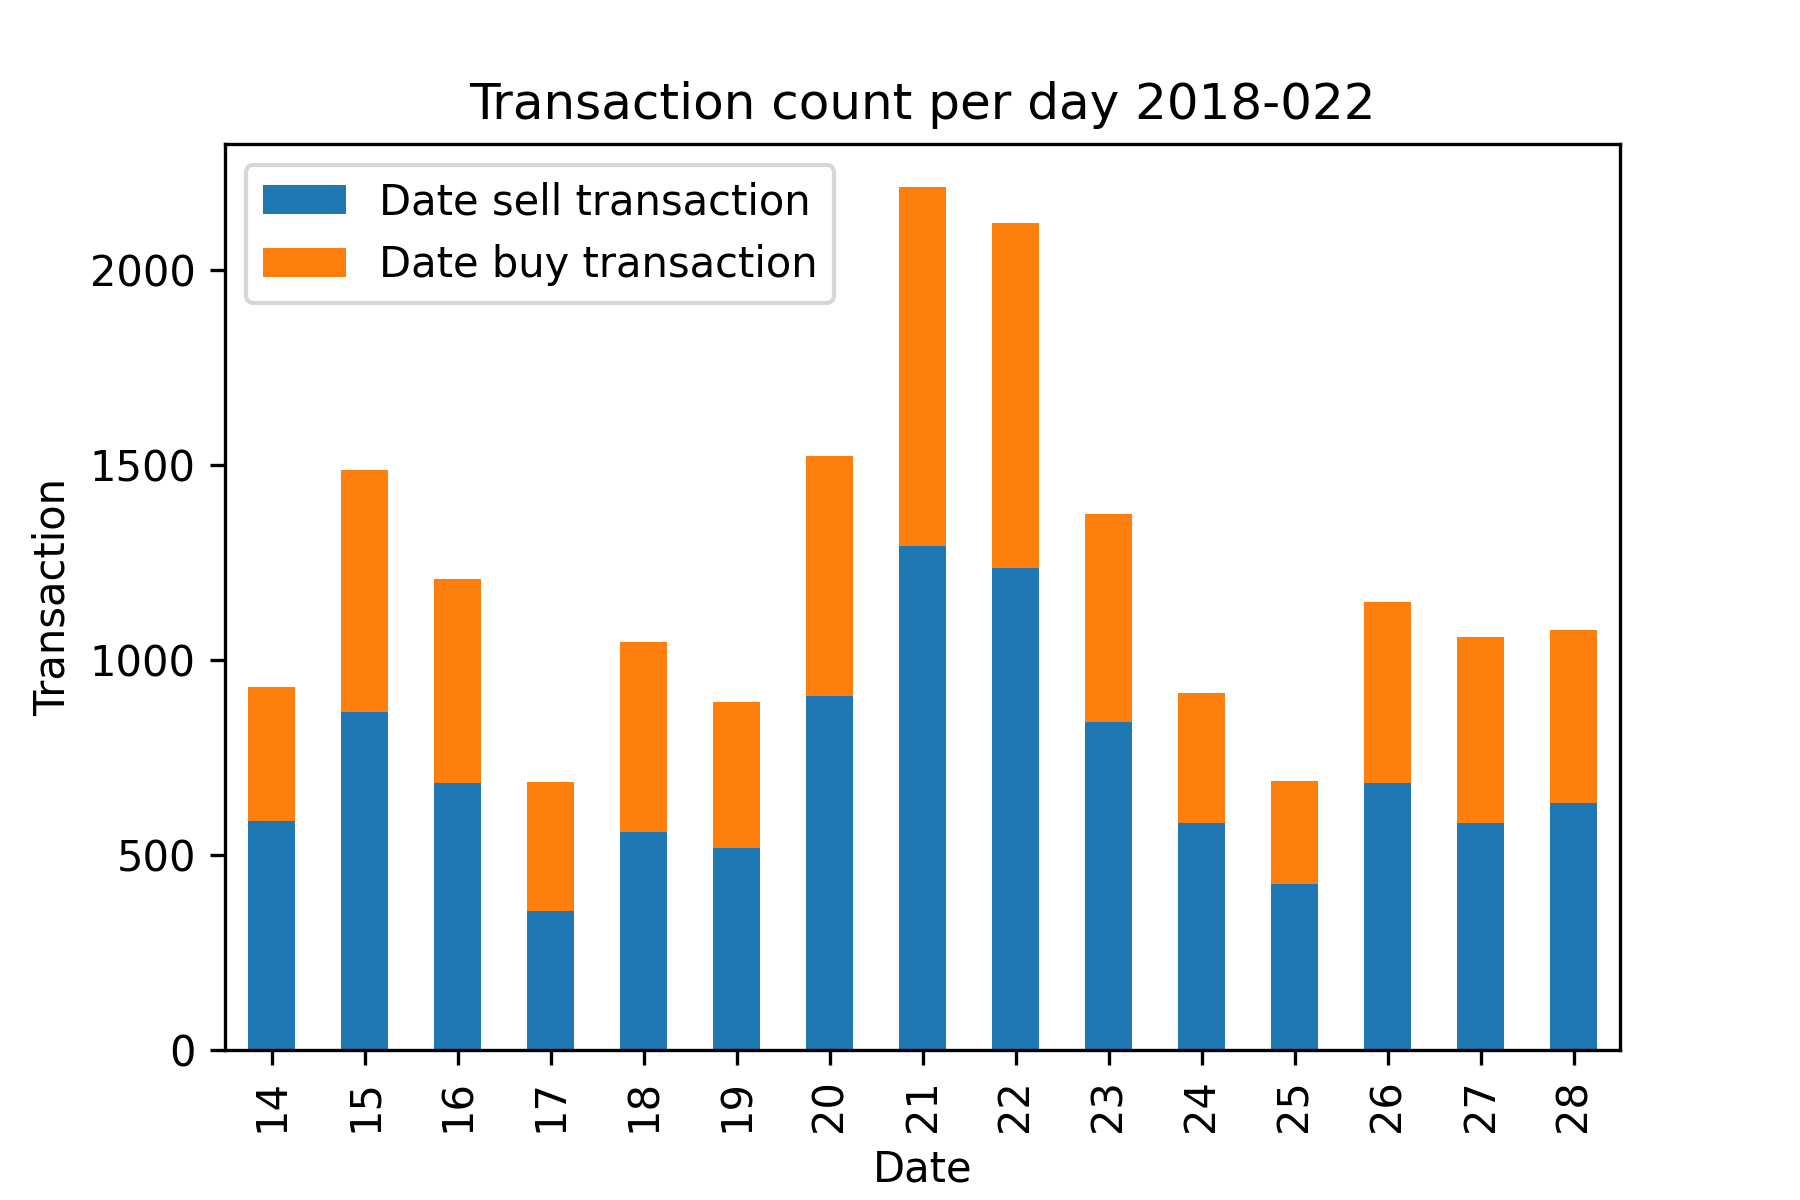 Transaction count per day 2018-022
Date sell transaction
Date buy transaction
Transaction
2000
1500
1000
500
0
14 15 16 17 18 19 20 21 22 23 24 25 26 27 28
Date